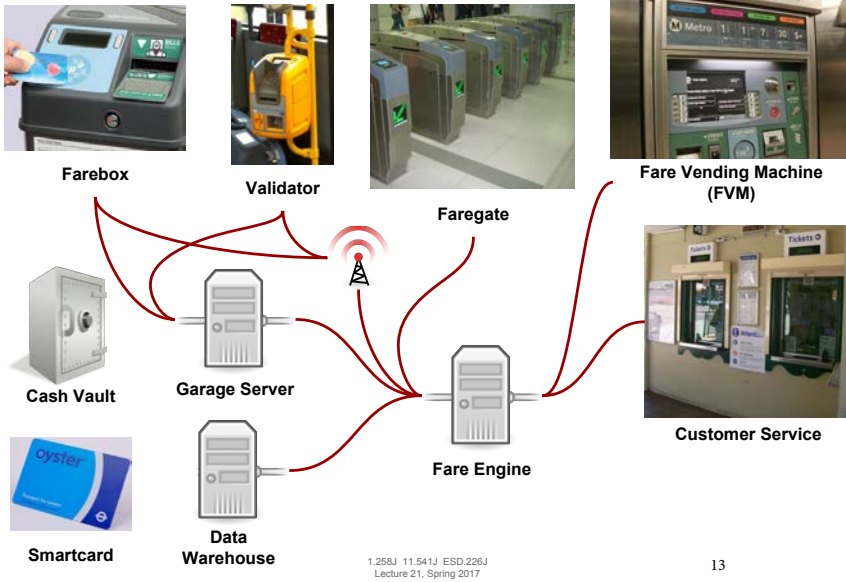 Farebox
Validator
Faregate
Metro
Fare Vending Machine
(FVM)
Tickets
Tickets
Cash Vault
Garage Server
Fare Engine
Customer Service
oyster
Smartcard
Data
Warehouse
1.258J 11.541J ESD.226J
Lecture 21, Spring 2017
13